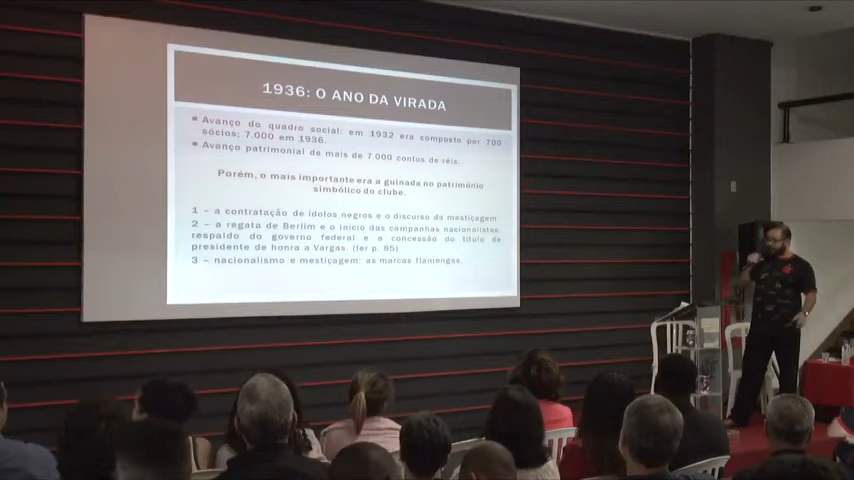 1936: O ANO DA VIRADA
Avanço do quadro social: em 1932 era composto por 700
sócios; 7.000 em 1936.
Avanço patrimonial de mais de 7.000 contos de réis.
Porém, o mais importante era a guinada no patrimônio
simbólico do clube.
1 – a contratação de ídolos negros e o discurso da mestiçagem
2 – a regata de Berlim e o início das campanhas nacionalistas:
respaldo do governo federal e a concessão do título de
presidente de honra a Vargas. (ler p. 85)
3 – nacionalismo e mestiçagem: as marcas flamengos.